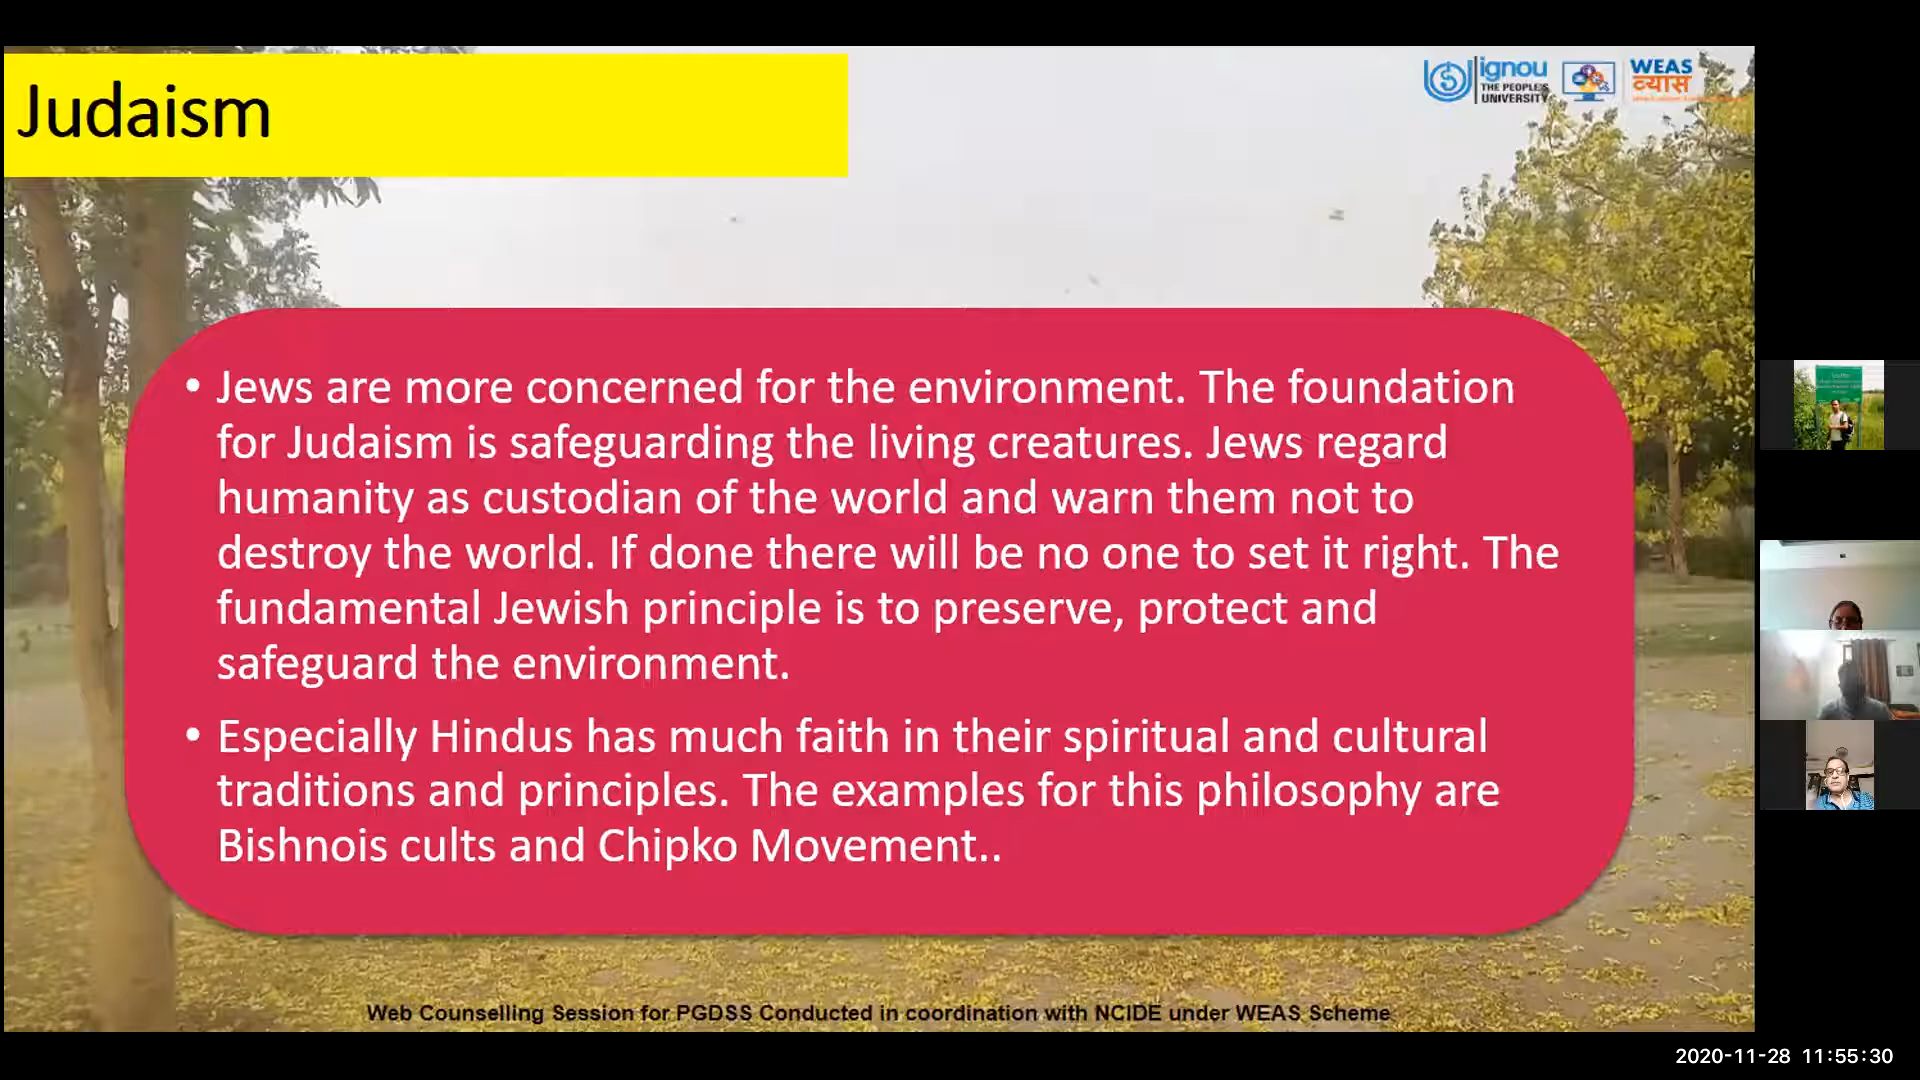 Judaism
ignou
THE PEOPLE'S
UNIVERSITY
WEAS
व्यास
• Jews are more concerned for the environment. The foundation
for Judaism is safeguarding the living creatures. Jews regard
humanity as custodian of the world and warn them not to
destroy the world. If done there will be no one to set it right. The
fundamental Jewish principle is to preserve, protect and
safeguard the environment.
• Especially Hindus has much faith in their spiritual and cultural
traditions and principles. The examples for this philosophy are
Bishnois cults and Chipko Movement..
Web Counselling Session for PGDSS Conducted in coordination with NCIDE under WEAS Scheme
2020-11-28 11:55:30